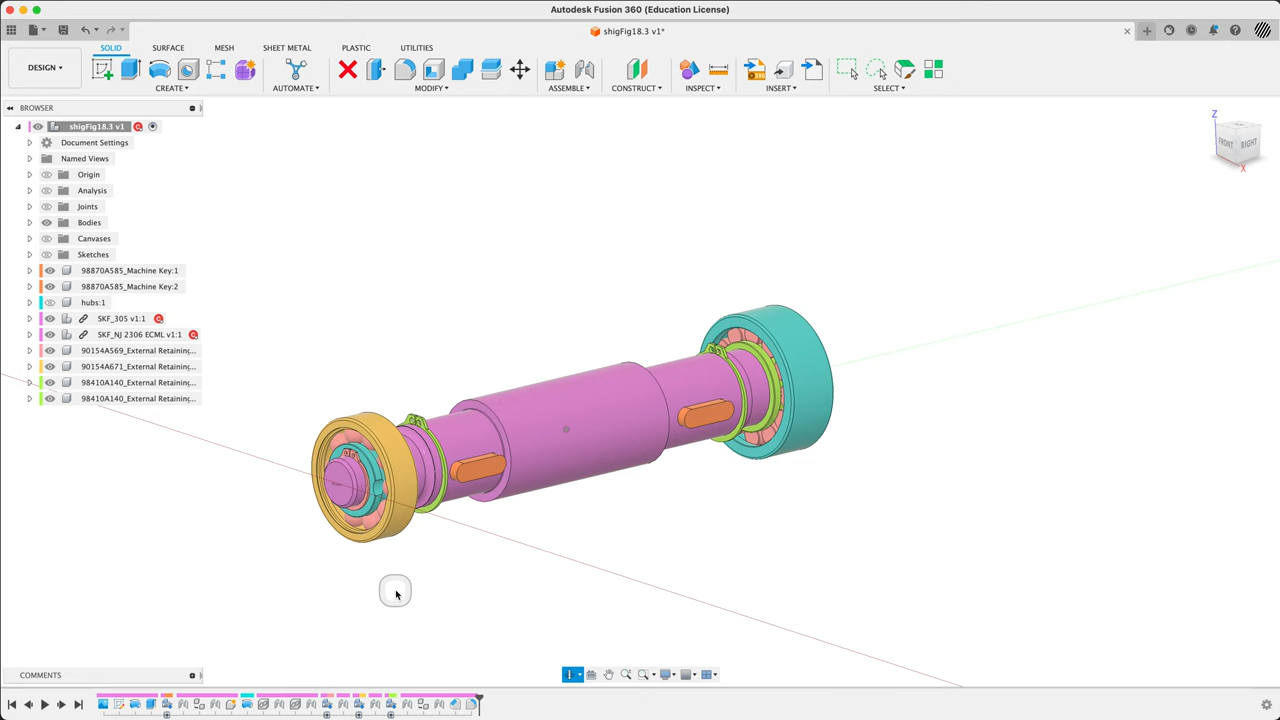 Autodesk Fusion 360 (Education License)
shigFig18.3 v1*
DESIGN
SOLID SURFACE MESH SHEET METAL PLASTIC UTILITIES
CREATE AUTOMATE MODIFY ASSEMBLE CONSTRUCT INSPECT INSERT SELECT
BROWSER
shigFig18.3 v1
Document Settings
Named Views
Origin
Analysis
Joints
Bodies
Canvases
Sketches
98870A585_Machine Key:1
98870A585_Machine Key:2
hubs:1
SKF_305 v1:1
SKF_NJ 2306 ECML v1:1
90154A569_External Retaining...
90154A671_External Retaining...
98410A140_External Retaining...
98410A140_External Retaining...
Z
FRONT RIGHT
X
COMMENTS